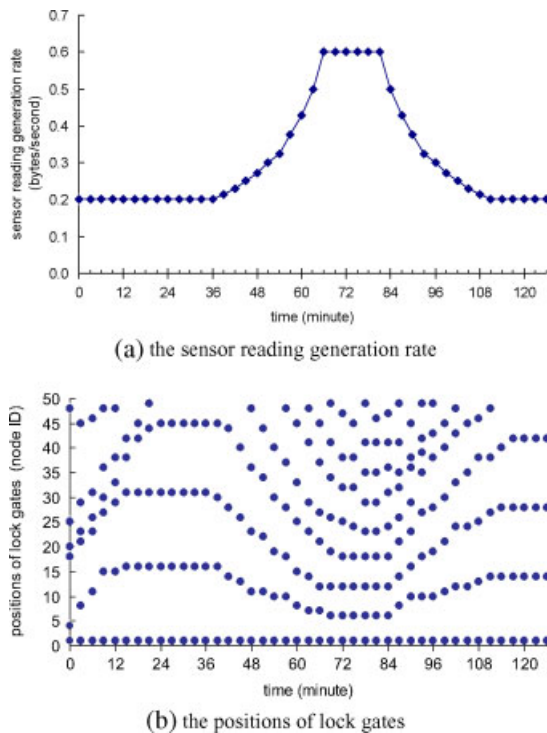 0.7
0.6
0.5
0.4
0.3
0.2
0.1
0.0
sensor reading generation rate
(bytes/second)
0 12 24 36 48 60 72 84 96 108 120
time (minute)
(a) the sensor reading generation rate
50
45
40
35
30
25
20
15
10
5
0
positions of lock gates (node ID)
0 12 24 36 48 60 72 84 96 108 120
time (minute)
(b) the positions of lock gates